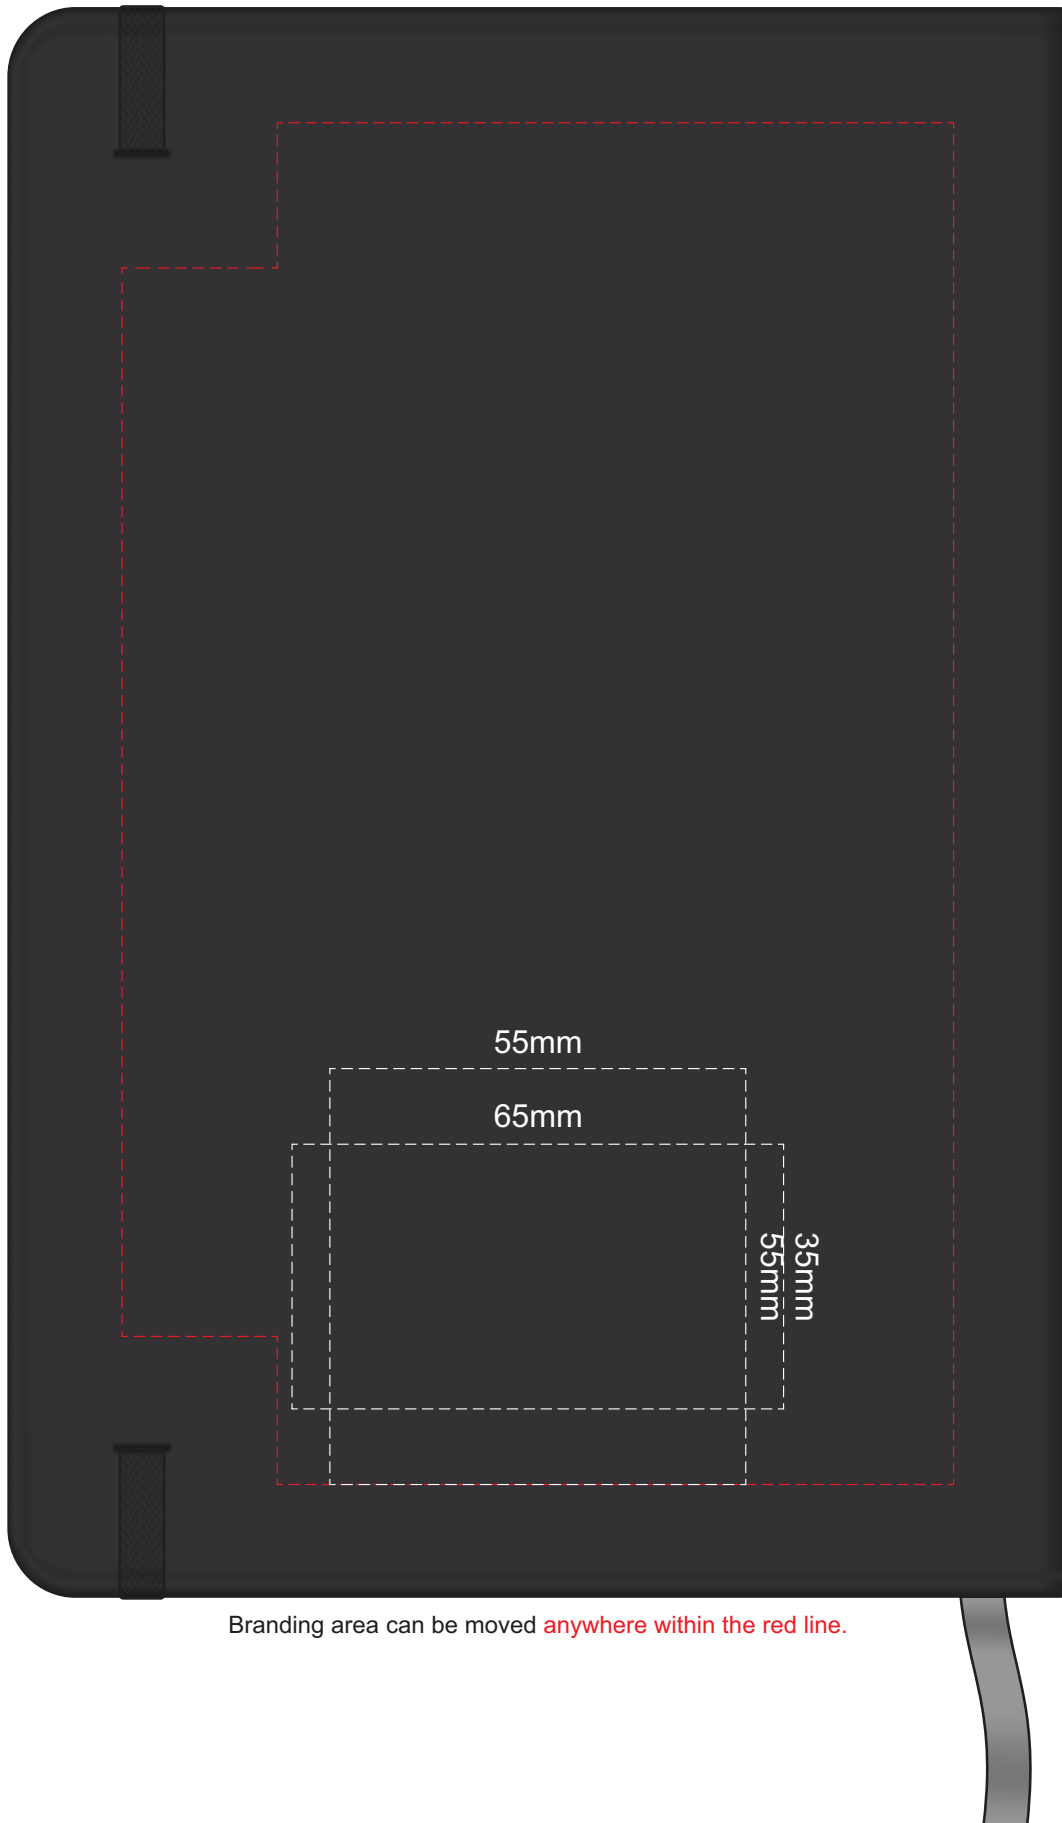 55mm
65mm
35mm
55mm
Branding area can be moved anywhere within the red line.